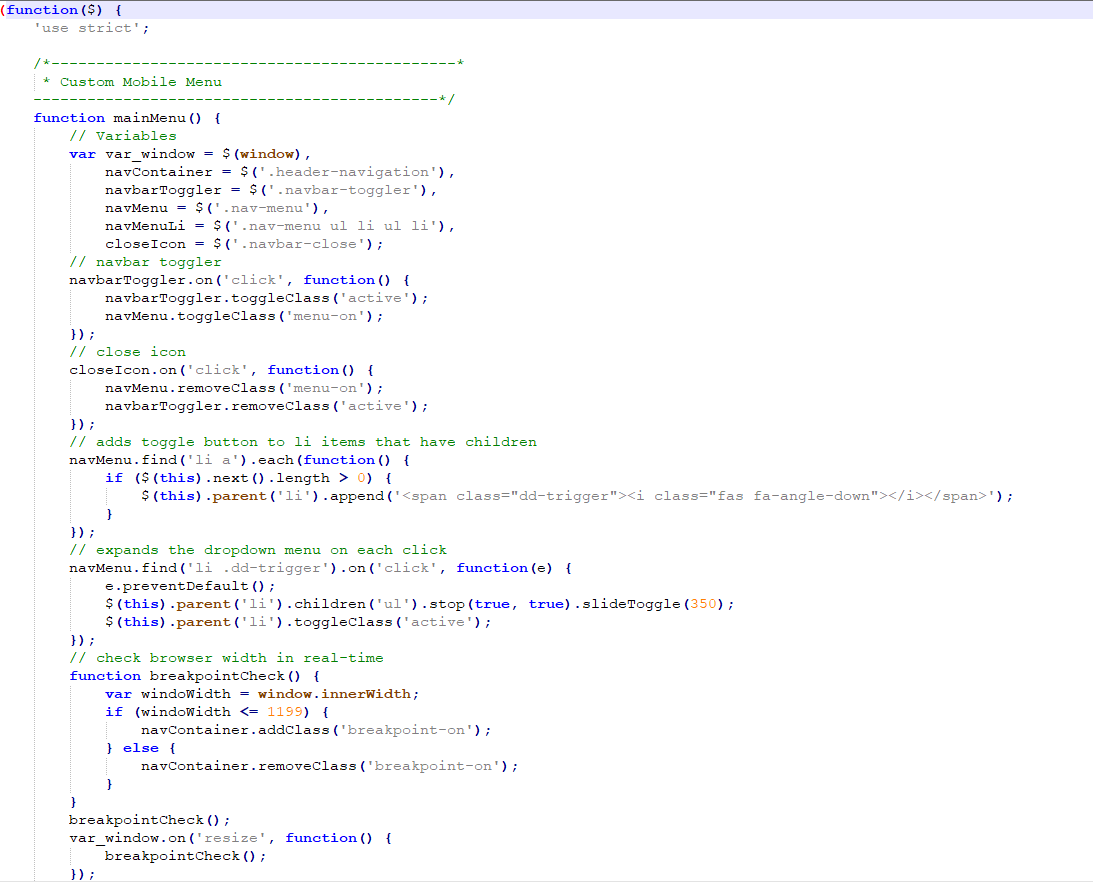 (function($) {
    'use strict';

    /*---------------------------------------------*
     * Custom Mobile Menu
    ---------------------------------------------*/
    function mainMenu() {
        // Variables
        var var_window = $(window),
            navContainer = $('.header-navigation'),
            navbarToggler = $('.navbar-toggler'),
            navMenu = $('.nav-menu'),
            navMenuLi = $('.nav-menu ul li ul li'),
            closeIcon = $('.navbar-close');
        // navbar toggler
        navbarToggler.on('click', function() {
            navbarToggler.toggleClass('active');
            navMenu.toggleClass('menu-on');
        });
        // close icon
        closeIcon.on('click', function() {
            navMenu.removeClass('menu-on');
            navbarToggler.removeClass('active');
        });
        // adds toggle button to li items that have children
        navMenu.find('li a').each(function() {
            if ($(this).next().length > 0) {
                $(this).parent('li').append('<span class="dd-trigger"><i class="fas fa-angle-down"></i></span>');
            }
        });
        // expands the dropdown menu on each click
        navMenu.find('li .dd-trigger').on('click', function(e) {
            e.preventDefault();
            $(this).parent('li').children('ul').stop(true, true).slideToggle(350);
            $(this).parent('li').toggleClass('active');
        });
        // check browser width in real-time
        function breakpointCheck() {
            var windoWidth = window.innerWidth;
            if (windoWidth <= 1199) {
                navContainer.addClass('breakpoint-on');
            } else {
                navContainer.removeClass('breakpoint-on');
            }
        }
        breakpointCheck();
        var_window.on('resize', function() {
            breakpointCheck();
        });